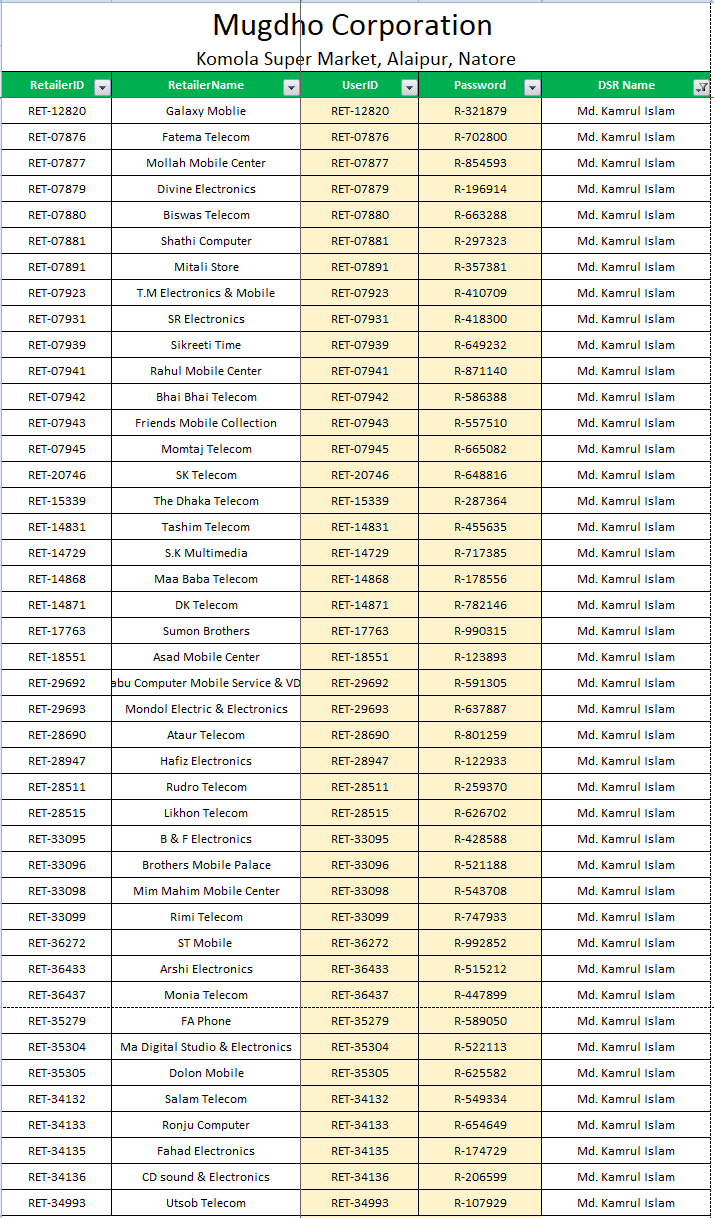 Mugdho Corporation
Komola Super Market, Alaipur, Natore
RetailerID RetailerName UserID Password DSR Name
RET-12820 Galaxy Moblie RET-12820 R-321879 Md. Kamrul Islam
RET-07876 Fatema Telecom RET-07876 R-702800 Md. Kamrul Islam
RET-07877 Mollah Mobile Center RET-07877 R-854593 Md. Kamrul Islam
RET-07879 Divine Electronics RET-07879 R-196914 Md. Kamrul Islam
RET-07880 Biswas Telecom RET-07880 R-663288 Md. Kamrul Islam
RET-07881 Shathi Computer RET-07881 R-297323 Md. Kamrul Islam
RET-07891 Mitali Store RET-07891 R-357381 Md. Kamrul Islam
RET-07923 T.M Electronics & Mobile RET-07923 R-410709 Md. Kamrul Islam
RET-07931 SR Electronics RET-07931 R-418300 Md. Kamrul Islam
RET-07939 Sikreeti Time RET-07939 R-649232 Md. Kamrul Islam
RET-07941 Rahul Mobile Center RET-07941 R-871140 Md. Kamrul Islam
RET-07942 Bhai Bhai Telecom RET-07942 R-586388 Md. Kamrul Islam
RET-07943 Friends Mobile Collection RET-07943 R-557510 Md. Kamrul Islam
RET-07945 Momtaj Telecom RET-07945 R-665082 Md. Kamrul Islam
RET-20746 SK Telecom RET-20746 R-648816 Md. Kamrul Islam
RET-15339 The Dhaka Telecom RET-15339 R-287364 Md. Kamrul Islam
RET-14831 Tashim Telecom RET-14831 R-455635 Md. Kamrul Islam
RET-14729 S.K Multimedia RET-14729 R-717385 Md. Kamrul Islam
RET-14868 Maa Baba Telecom RET-14868 R-178556 Md. Kamrul Islam
RET-14871 DK Telecom RET-14871 R-782146 Md. Kamrul Islam
RET-17763 Sumon Brothers RET-17763 R-990315 Md. Kamrul Islam
RET-18551 Asad Mobile Center RET-18551 R-123893 Md. Kamrul Islam
RET-29692 abu Computer Mobile Service & VD RET-29692 R-591305 Md. Kamrul Islam
RET-29693 Mondol Electric & Electronics RET-29693 R-637887 Md. Kamrul Islam
RET-28690 Ataur Telecom RET-28690 R-801259 Md. Kamrul Islam
RET-28947 Hafiz Electronics RET-28947 R-122933 Md. Kamrul Islam
RET-28511 Rudro Telecom RET-28511 R-259370 Md. Kamrul Islam
RET-28515 Likhon Telecom RET-28515 R-626702 Md. Kamrul Islam
RET-33095 B & F Electronics RET-33095 R-428588 Md. Kamrul Islam
RET-33096 Brothers Mobile Palace RET-33096 R-521188 Md. Kamrul Islam
RET-33098 Mim Mahim Mobile Center RET-33098 R-543708 Md. Kamrul Islam
RET-33099 Rimi Telecom RET-33099 R-747933 Md. Kamrul Islam
RET-36272 ST Mobile RET-36272 R-992852 Md. Kamrul Islam
RET-36433 Arshi Electronics RET-36433 R-515212 Md. Kamrul Islam
RET-36437 Monia Telecom RET-36437 R-447899 Md. Kamrul Islam
RET-35279 FA Phone RET-35279 R-589050 Md. Kamrul Islam
RET-35304 Ma Digital Studio & Electronics RET-35304 R-522113 Md. Kamrul Islam
RET-35305 Dolon Mobile RET-35305 R-625582 Md. Kamrul Islam
RET-34132 Salam Telecom RET-34132 R-549334 Md. Kamrul Islam
RET-34133 Ronju Computer RET-34133 R-654649 Md. Kamrul Islam
RET-34135 Fahad Electronics RET-34135 R-174729 Md. Kamrul Islam
RET-34136 CD sound & Electronics RET-34136 R-206599 Md. Kamrul Islam
RET-34993 Utsob Telecom RET-34993 R-107929 Md. Kamrul Islam